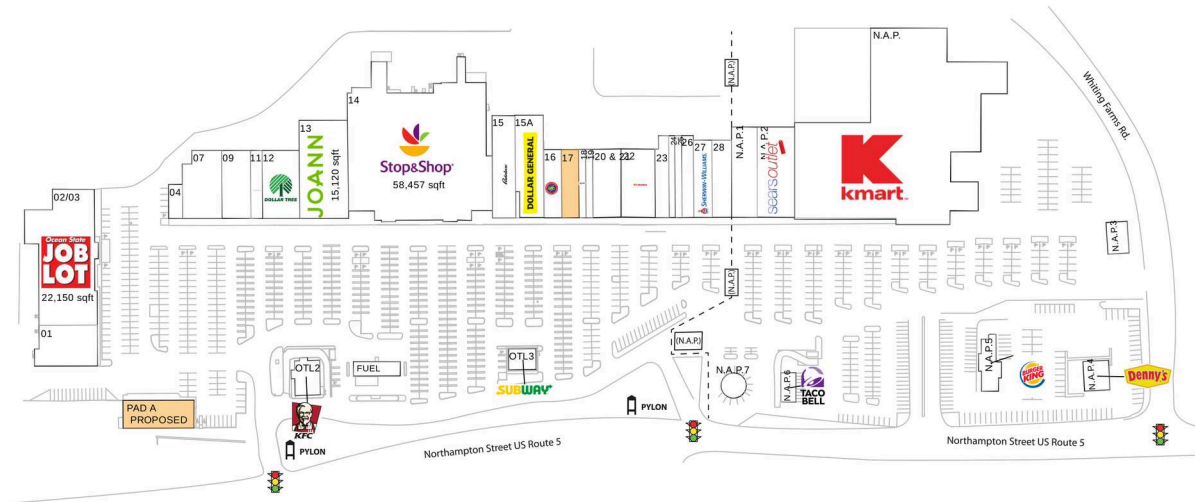 N.A.P.
Whiting Farms Rd.
(N.A.P.)
14
Stop&Shop
58,457 sqft
13
JOANN
15,120 sqft
15
15A
DOLLAR GENERAL
07
09
11
12
DOLLAR TREE
04
16
17
18
19
20 & 21
22
23
24
25
26
27
SHERWIN-WILLIAMS
28
N.A.P.1
N.A.P.2
searsoutlet
K
kmart
02/03
Ocean State
JOB
LOT
22,150 sqft
01
N.A.P.3
(N.A.P.)
(N.A.P.)
OTL2
FUEL
OTL3
SUBWAY
N.A.P.7
N.A.P.6
TACO
BELL
N.A.P.5
BURGER
KING
N.A.P.4
Denny's
PAD A
PROPOSED
KFC
PYLON
PYLON
Northampton Street US Route 5
Northampton Street US Route 5